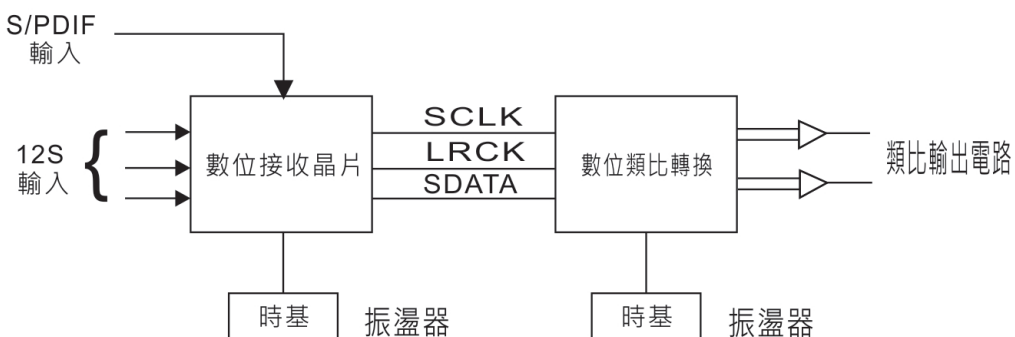 S/PDIF
輸入
SCLK
LRCK
SDATA
12S
輸入
數位接收晶片
數位類比轉換
類比輸出電路
時基
振盪器
時基
振盪器